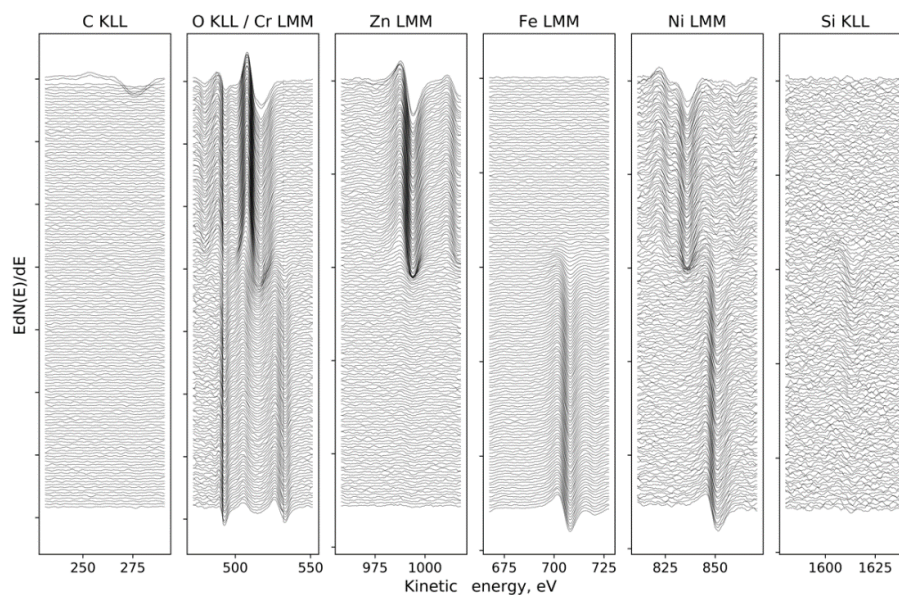 C KLL
O KLL / Cr LMM
Zn LMM
Fe LMM
Ni LMM
Si KLL
EdN(E)/dE
250 275
500 550
975 1000
675 700 725
825 850
1600 1625
Kinetic energy, eV